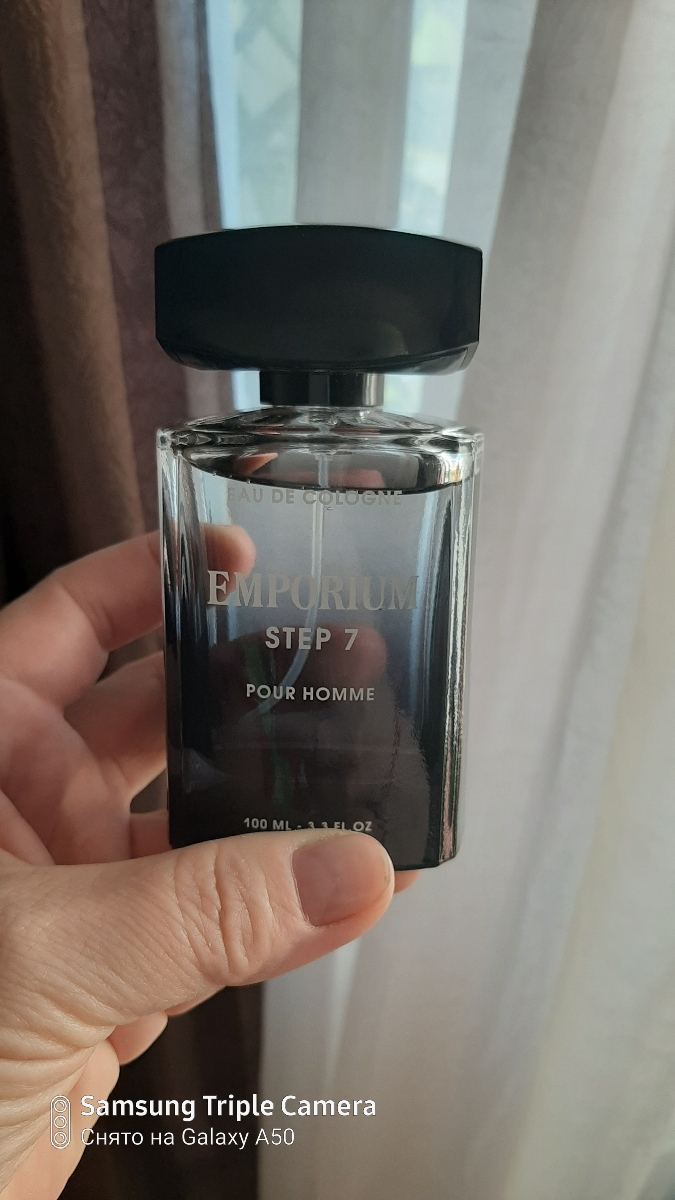 EAU DE COLOGNE
EMPORIUM
STEP 7
POUR HOMME
100 ML - 3.3 FL.OZ
Samsung Triple Camera
Снято на Galaxy A50